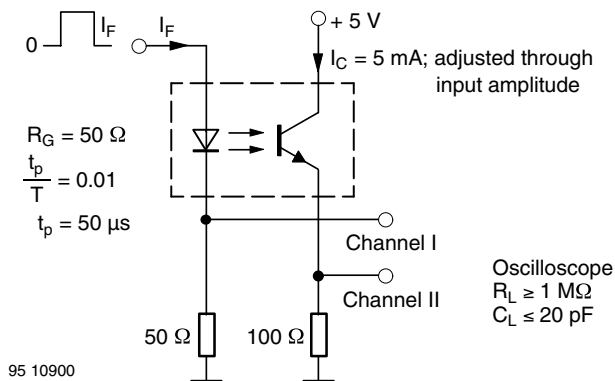 0
I_F
I_F
+ 5 V
I_C = 5 mA; adjusted through
input amplitude
R_G = 50 Ω
t_p
T
= 0.01
t_p = 50 µs
Channel I
Channel II
Oscilloscope
R_L ≥ 1 MΩ
C_L ≤ 20 pF
50 Ω
100 Ω
95 10900